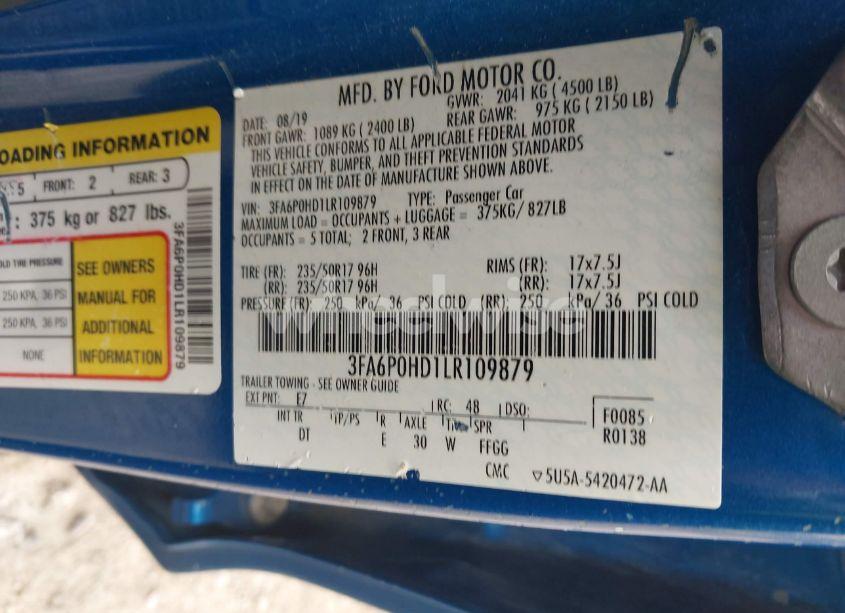 LOADING INFORMATION
5 FRONT: 2 REAR: 3
: 375 kg or 827 lbs.
OLD TIRE PRESSURE
250 KPA, 36 PSI
250 KPA, 36 PSI
NONE
SEE OWNERS
MANUAL FOR
ADDITIONAL
INFORMATION
3FA6P0HD1LR109879
MFD. BY FORD MOTOR CO.
DATE: 08/19 GVWR: 2041 KG ( 4500 LB)
FRONT GAWR: 1089 KG ( 2400 LB) REAR GAWR: 975 KG ( 2150 LB)
THIS VEHICLE CONFORMS TO ALL APPLICABLE FEDERAL MOTOR
VEHICLE SAFETY, BUMPER, AND THEFT PREVENTION STANDARDS
IN EFFECT ON THE DATE OF MANUFACTURE SHOWN ABOVE.
VIN: 3FA6P0HD1LR109879 TYPE: Passenger Car
MAXIMUM LOAD = OCCUPANTS + LUGGAGE = 375KG/ 827LB
OCCUPANTS = 5 TOTAL; 2 FRONT, 3 REAR
TIRE (FR): 235/50R17 96H RIMS (FR): 17x7.5J
(RR): 235/50R17 96H (RR): 17x7.5J
PRESSURE (FR): 250 kPa/ 36 PSI COLD (RR): 250 kPa/ 36 PSI COLD
wheelwise
3FA6P0HD1LR109879
TRAILER TOWING - SEE OWNER GUIDE
EXT PNT: E7 RC: 48 DSO: F0085
INT TR TP/PS R AXLE TR SPR R0138
DT E 30 W FFGG
CMC ▽5U5A-5420472-AA